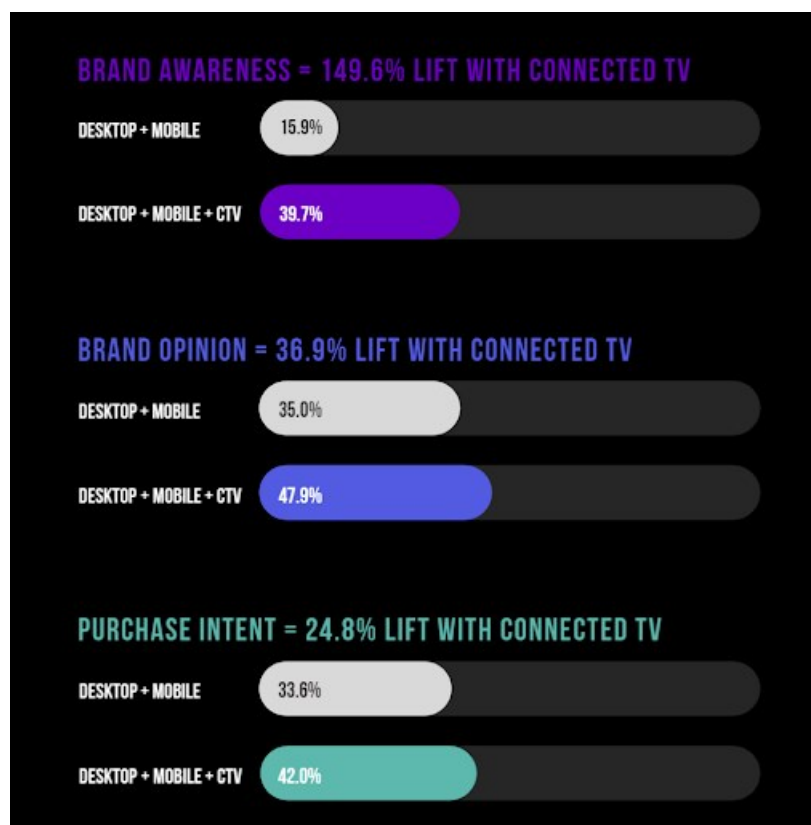 BRAND AWARENESS = 149.6% LIFT WITH CONNECTED TV
DESKTOP + MOBILE 15.9%
DESKTOP + MOBILE + CTV 39.7%
BRAND OPINION = 36.9% LIFT WITH CONNECTED TV
DESKTOP + MOBILE 35.0%
DESKTOP + MOBILE + CTV 47.9%
PURCHASE INTENT = 24.8% LIFT WITH CONNECTED TV
DESKTOP + MOBILE 33.6%
DESKTOP + MOBILE + CTV 42.0%